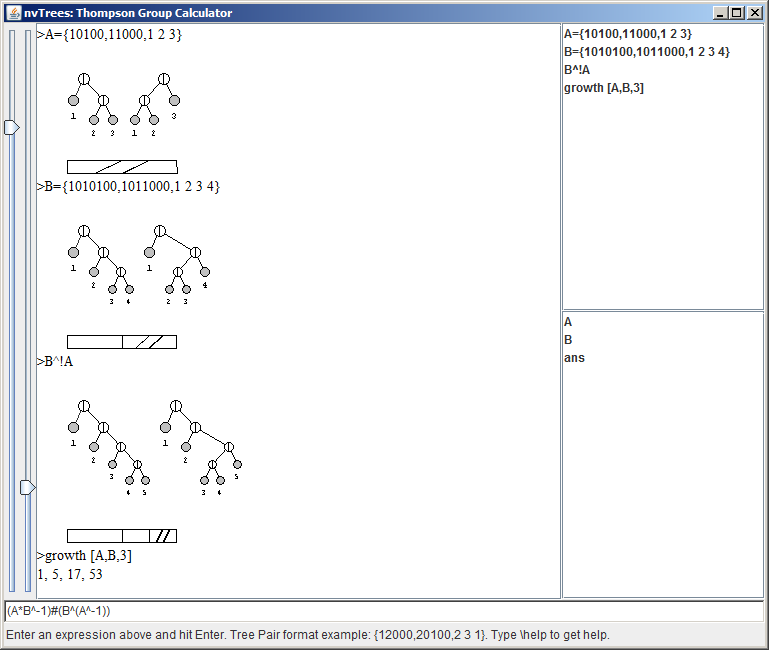 nvTrees: Thompson Group Calculator
>A={10100,11000,1 2 3}
1 2 3 1 2 3
>B={1010100,1011000,1 2 3 4}
1 2 3 4 1 2 3 4
>B^!A
1 2 3 4 5 1 2 3 4 5
>growth [A,B,3]
1, 5, 17, 53
A={10100,11000,1 2 3}
B={1010100,1011000,1 2 3 4}
B^!A
growth [A,B,3]
A
B
ans
(A*B^-1)#(B^(A^-1))
Enter an expression above and hit Enter. Tree Pair format example: {12000,20100,2 3 1}. Type \help to get help.